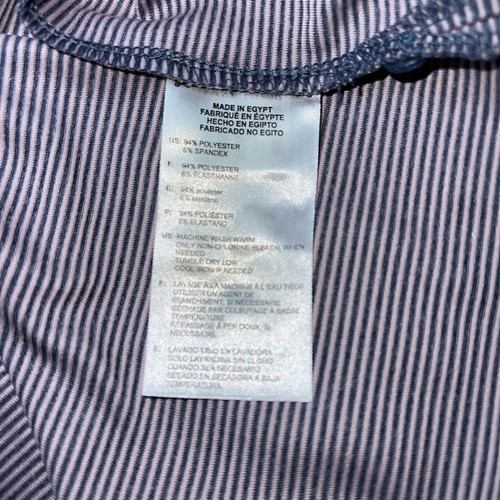 MADE IN EGYPT
FABRIQUÉ EN ÉGYPTE
HECHO EN EGIPTO
FABRICADO NO EGITO
US: 94% POLYESTER
6% SPANDEX
F: 94% POLYESTER
6% ÉLASTHANNE
E: 94% poliéster
6% elastano
P: 94% POLIÉSTER
6% ELASTANO
US: MACHINE WASH WARM
ONLY NON-CHLORINE BLEACH, WHEN
NEEDED
TUMBLE DRY LOW
COOL IRON IF NEEDED
F: LAVAGE À LA MACHINE À L'EAU TIÈDE
UTILISER UN AGENT DE
BLANCHIMENT, SI NÉCESSAIRE
SÉCHAGE PAR CULBUTAGE À BASSE
TEMPÉRATURE
REPASSAGE À FER DOUX, SI
NÉCESSAIRE.
E: LAVADO TIBIO EN LAVADORA
SOLO LAVANDINA SIN CLORO
CUANDO SEA NECESARIO
SECADO EN SECADORA A BAJA
TEMPERATURA